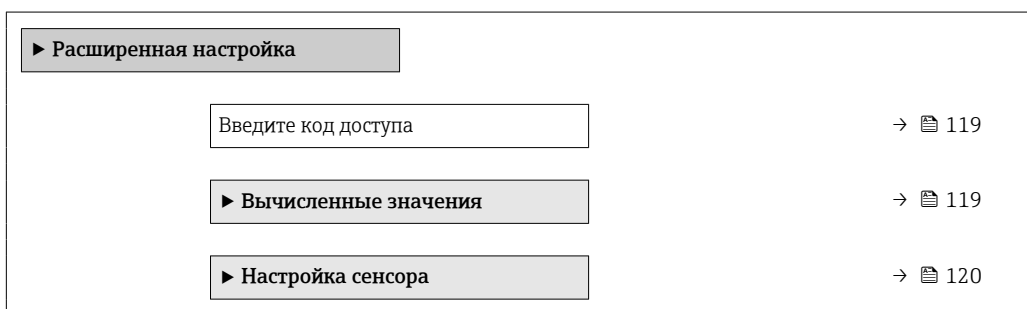 ▶ Расширенная настройка
Введите код доступа → 119
▶ Вычисленные значения → 119
▶ Настройка сенсора → 120